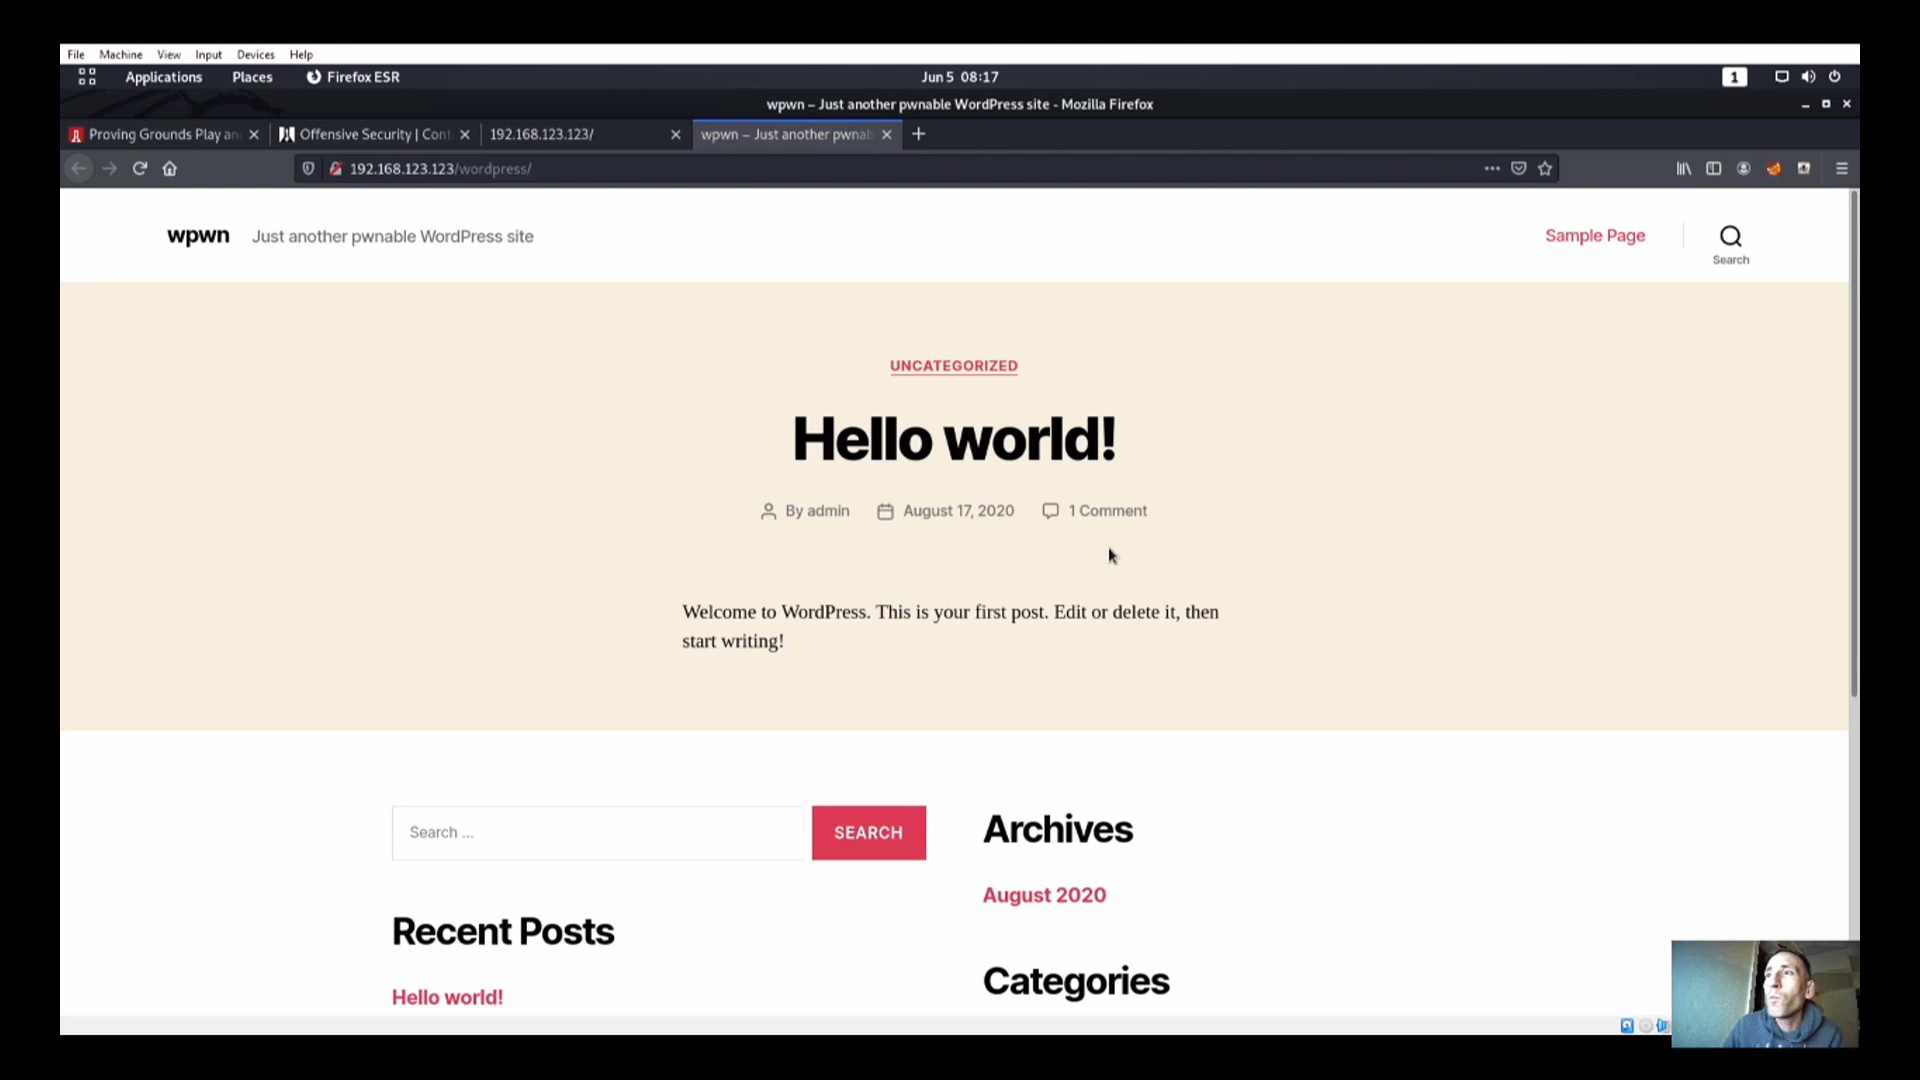 File Machine View Input Devices Help
Applications Places Firefox ESR Jun 5 08:17 1
wpwn – Just another pwnable WordPress site - Mozilla Firefox
Proving Grounds Play an Offensive Security | Cont 192.168.123.123/ wpwn – Just another pwnab
192.168.123.123/wordpress/
wpwn Just another pwnable WordPress site Sample Page
Search
UNCATEGORIZED
Hello world!
By admin August 17, 2020 1 Comment
Welcome to WordPress. This is your first post. Edit or delete it, then
start writing!
Search ... SEARCH
Archives
August 2020
Recent Posts
Hello world!
Categories